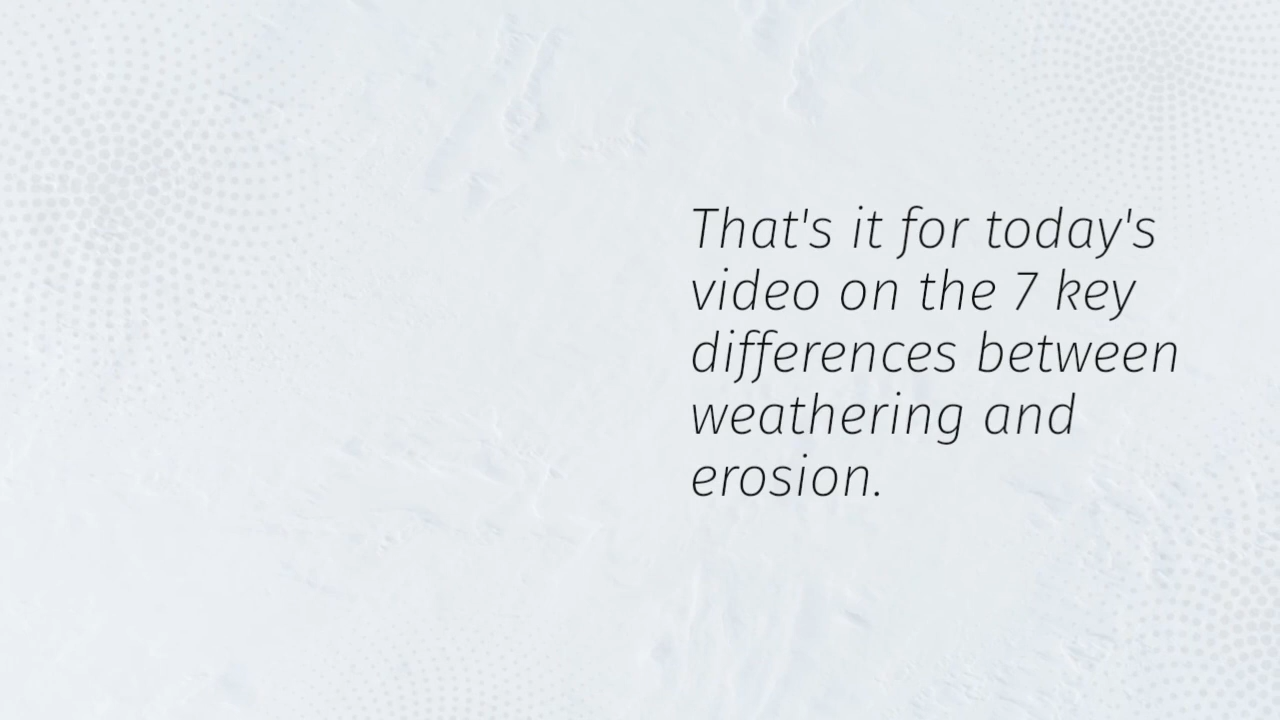 That's it for today's
video on the 7 key
differences between
weathering and
erosion.